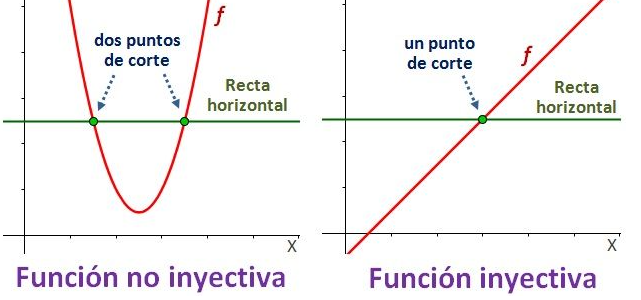 f
dos puntos
de corte
Recta
horizontal
X
Función no inyectiva
f
un punto
de corte
Recta
horizontal
X
Función inyectiva